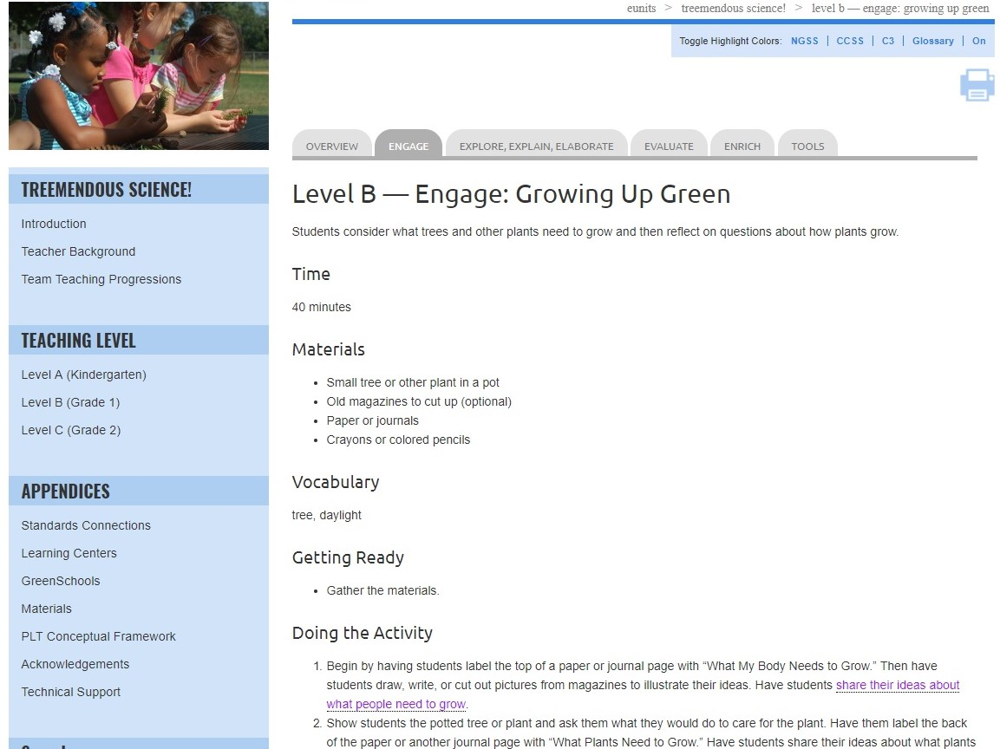 eunits > treemendous science! > level b — engage: growing up green
Toggle Highlight Colors: NGSS | CCSS | C3 | Glossary | On
OVERVIEW ENGAGE EXPLORE, EXPLAIN, ELABORATE EVALUATE ENRICH TOOLS
TREEMENDOUS SCIENCE!
Introduction
Teacher Background
Team Teaching Progressions
TEACHING LEVEL
Level A (Kindergarten)
Level B (Grade 1)
Level C (Grade 2)
APPENDICES
Standards Connections
Learning Centers
GreenSchools
Materials
PLT Conceptual Framework
Acknowledgements
Technical Support
Level B — Engage: Growing Up Green
Students consider what trees and other plants need to grow and then reflect on questions about how plants grow.
Time
40 minutes
Materials
• Small tree or other plant in a pot
• Old magazines to cut up (optional)
• Paper or journals
• Crayons or colored pencils
Vocabulary
tree, daylight
Getting Ready
• Gather the materials.
Doing the Activity
1. Begin by having students label the top of a paper or journal page with “What My Body Needs to Grow.” Then have
students draw, write, or cut out pictures from magazines to illustrate their ideas. Have students share their ideas about
what people need to grow.
2. Show students the potted tree or plant and ask them what they would do to care for the plant. Have them label the back
of the paper or another journal page with “What Plants Need to Grow.” Have students share their ideas about what plants